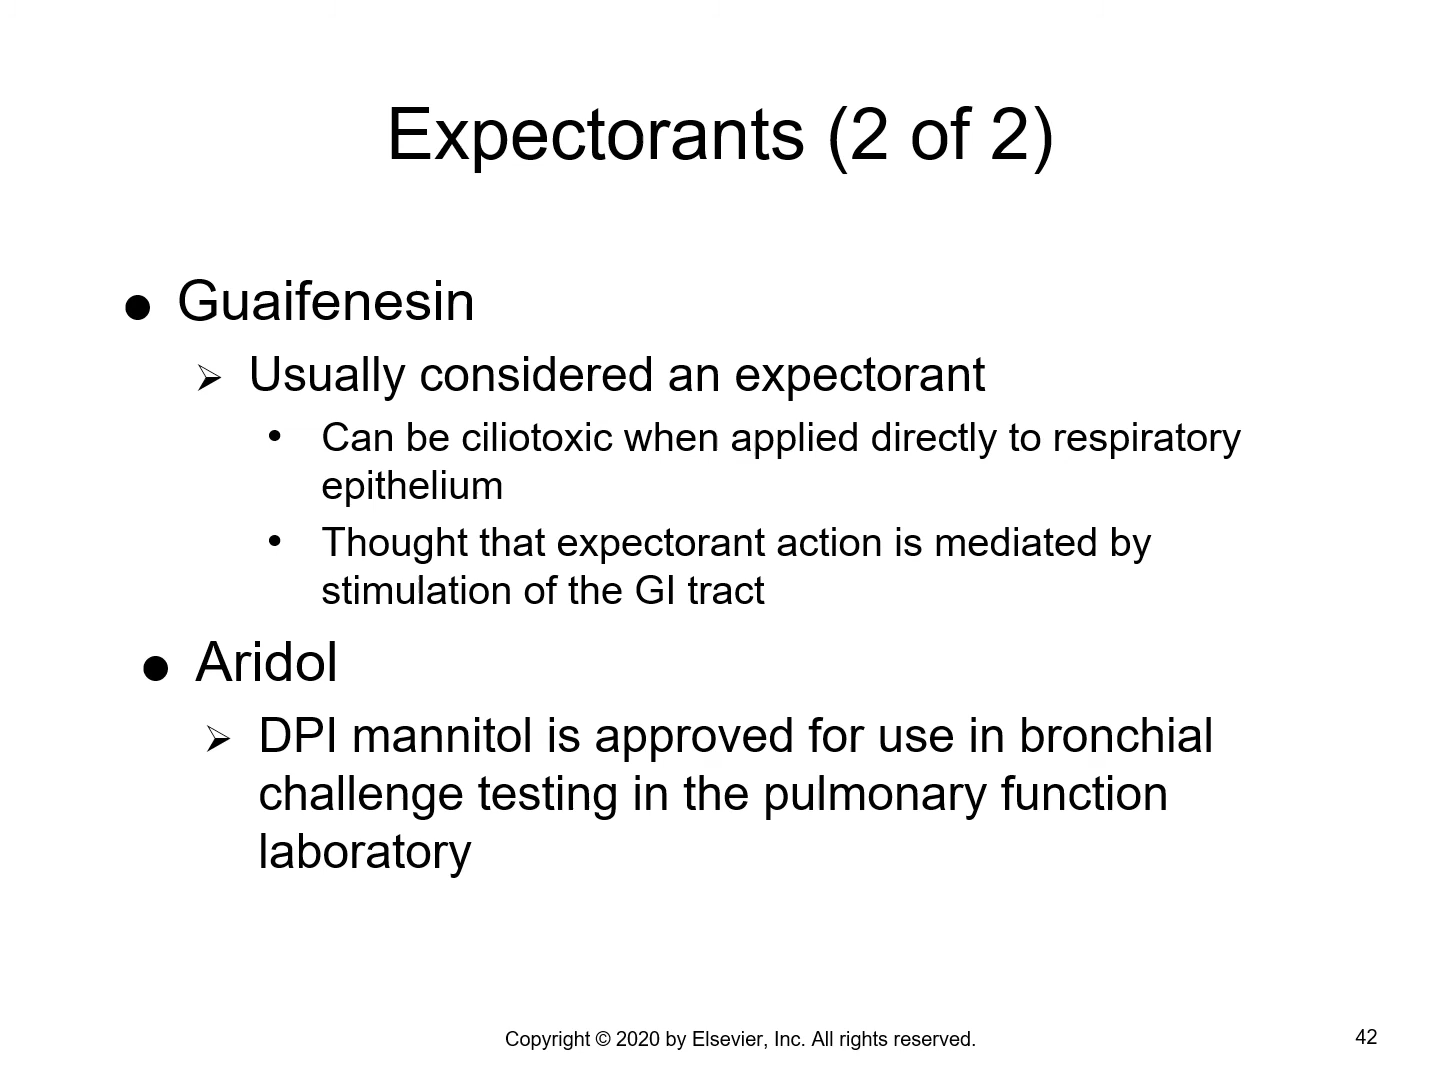 Expectorants (2 of 2)
● Guaifenesin
➢ Usually considered an expectorant
• Can be ciliotoxic when applied directly to respiratory
epithelium
• Thought that expectorant action is mediated by
stimulation of the GI tract
● Aridol
➢ DPI mannitol is approved for use in bronchial
challenge testing in the pulmonary function
laboratory
Copyright © 2020 by Elsevier, Inc. All rights reserved.
42